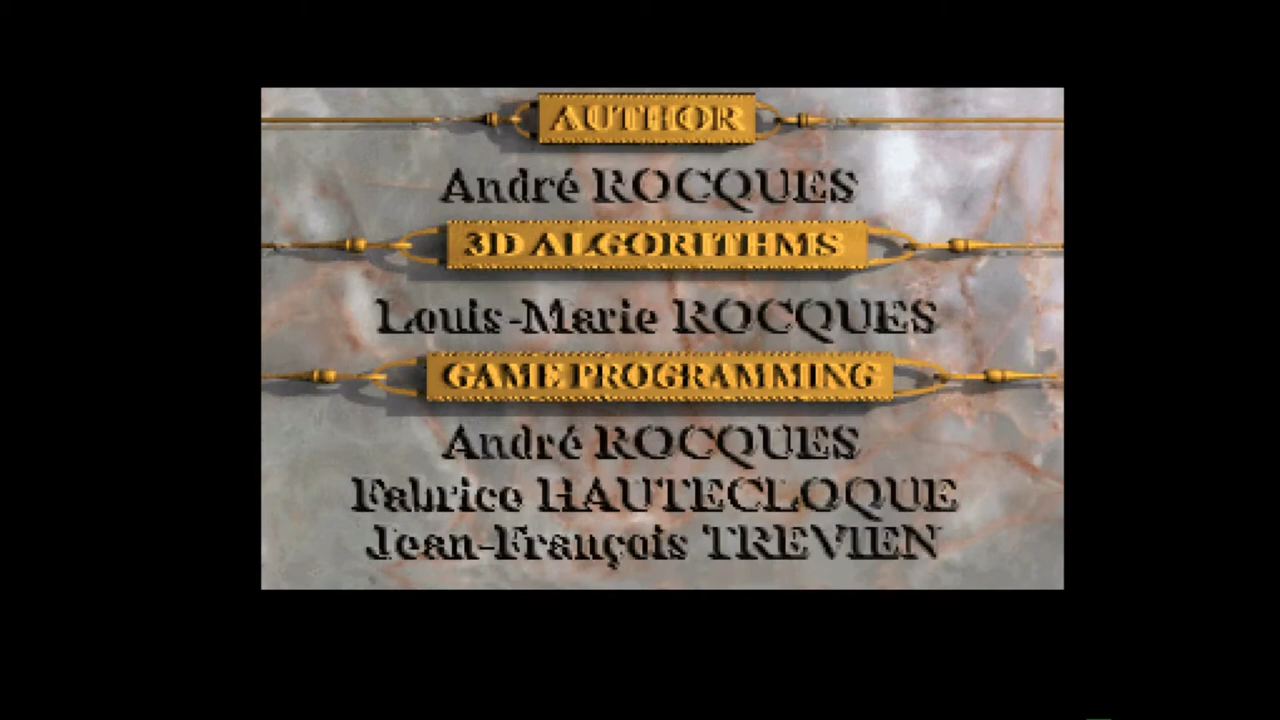 AUTHOR
André ROCQUES
3D ALGORITHMS
Louis-Marie ROCQUES
GAME PROGRAMMING
André ROCQUES
Fabrice HAUTECLOQUE
Jean-François TREVIEN